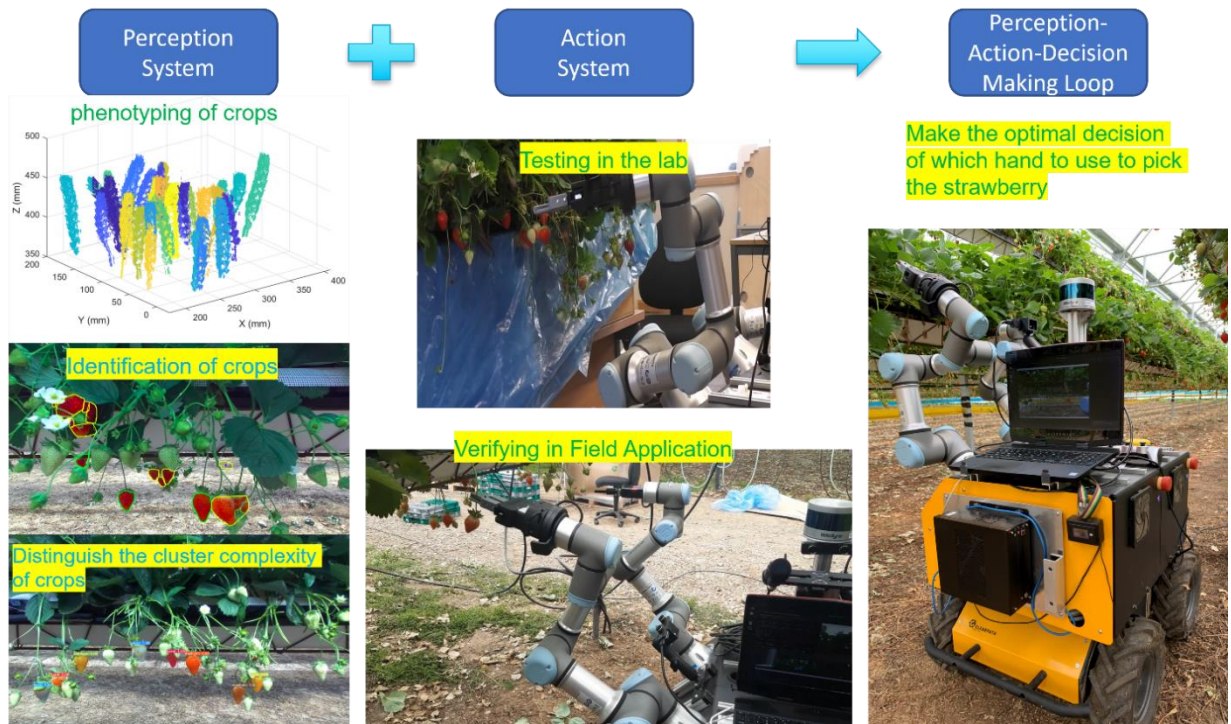 Perception
System
Action
System
Perception-
Action-Decision
Making Loop
phenotyping of crops
500
450
400
350
Z (mm)
200
150
100
50
0
Y (mm)
200
250
300
350
400
X (mm)
Identification of crops
Distinguish the cluster complexity
of crops
Testing in the lab
Verifying in Field Application
Velodyne
Make the optimal decision
of which hand to use to pick
the strawberry
CLEARPATH